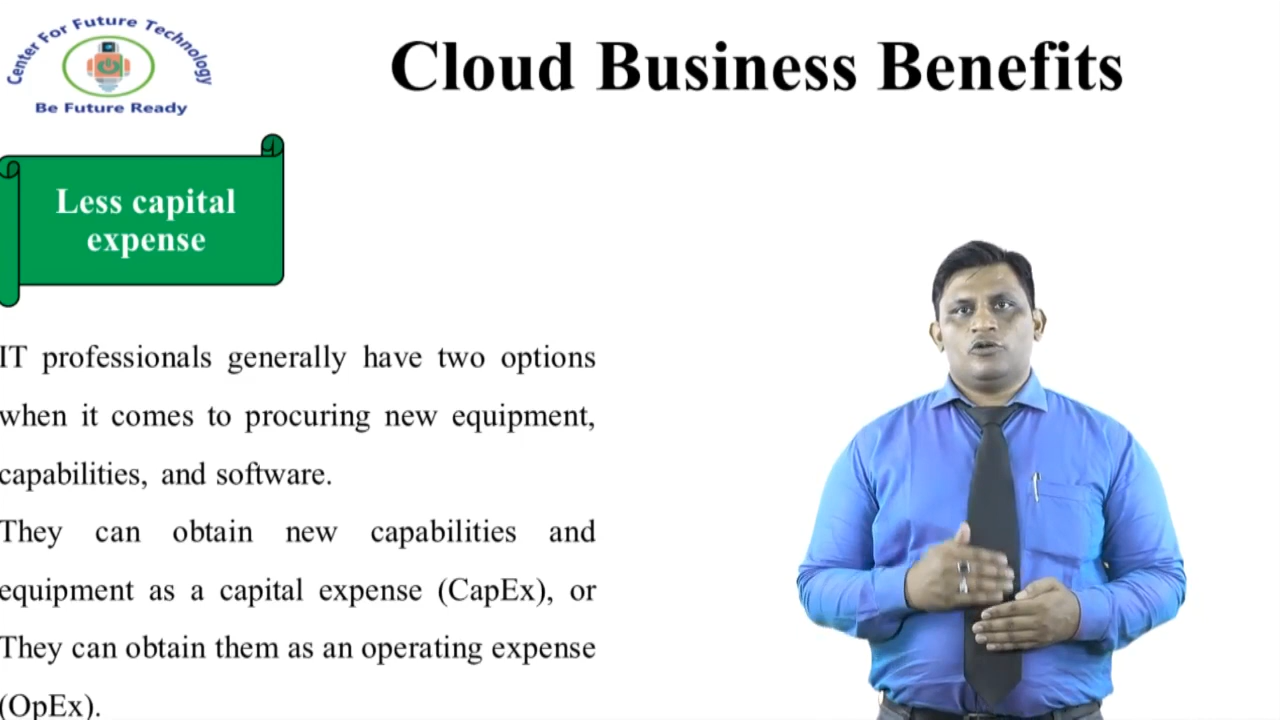 Center For Future Technology
Be Future Ready
Cloud Business Benefits
Less capital
expense
IT professionals generally have two options
when it comes to procuring new equipment,
capabilities, and software.
They can obtain new capabilities and
equipment as a capital expense (CapEx), or
They can obtain them as an operating expense
(OpEx).